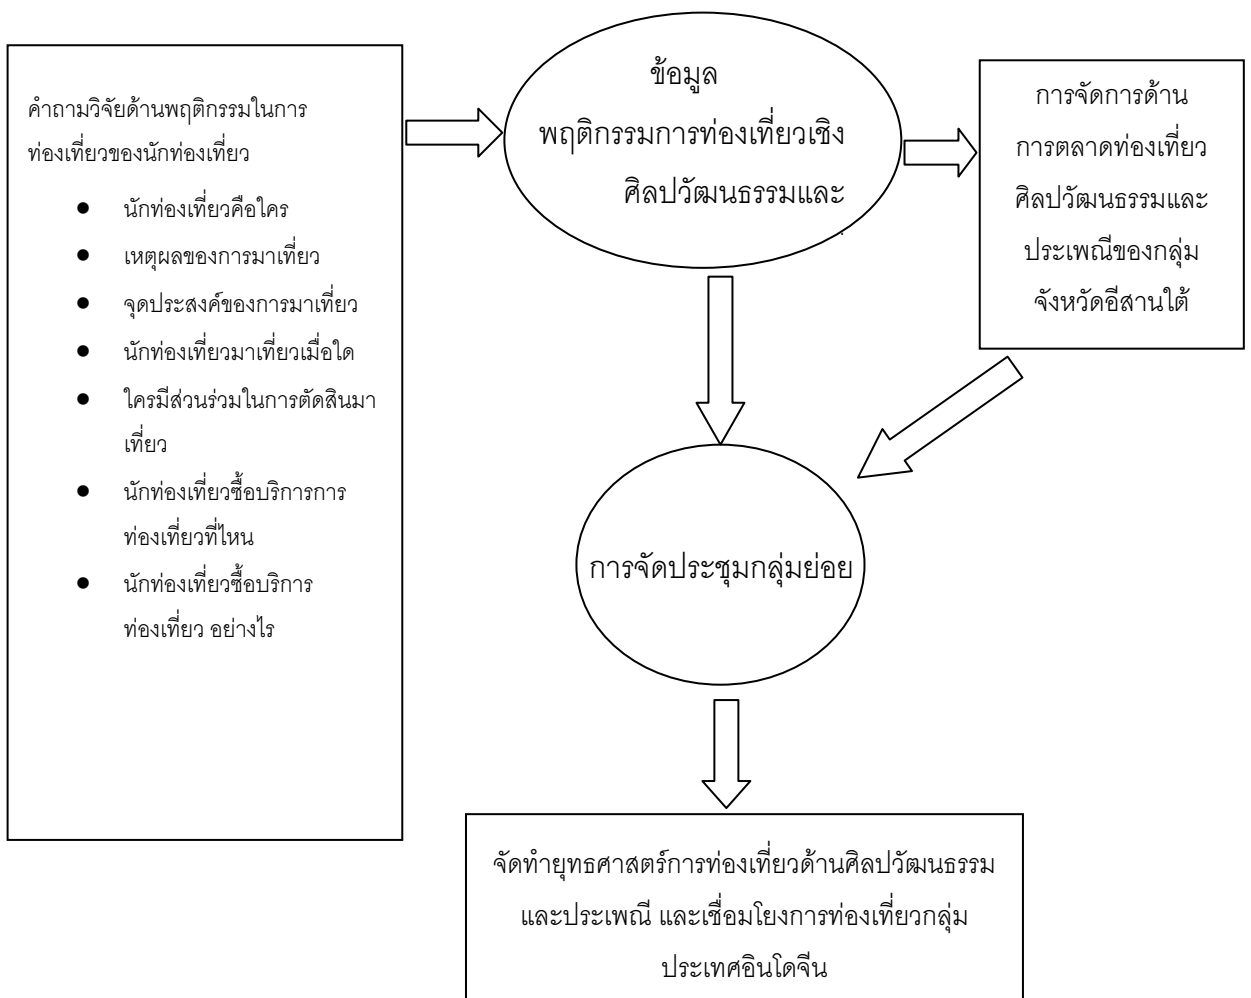 คำถามวิจัยด้านพฤติกรรมในการ
ท่องเที่ยวของนักท่องเที่ยว
● นักท่องเที่ยวคือใคร
● เหตุผลของการมาเที่ยว
● จุดประสงค์ของการมาเที่ยว
● นักท่องเที่ยวมาเที่ยวเมื่อใด
● ใครมีส่วนร่วมในการตัดสินมา
เที่ยว
● นักท่องเที่ยวซื้อบริการการ
ท่องเที่ยวที่ไหน
● นักท่องเที่ยวซื้อบริการ
ท่องเที่ยว อย่างไร
ข้อมูล
พฤติกรรมการท่องเที่ยวเชิง
ศิลปวัฒนธรรมและ
การจัดการด้าน
การตลาดท่องเที่ยว
ศิลปวัฒนธรรมและ
ประเพณีของกลุ่ม
จังหวัดอีสานใต้
การจัดประชุมกลุ่มย่อย
จัดทำยุทธศาสตร์การท่องเที่ยวด้านศิลปวัฒนธรรม
และประเพณี และเชื่อมโยงการท่องเที่ยวกลุ่ม
ประเทศอินโดจีน